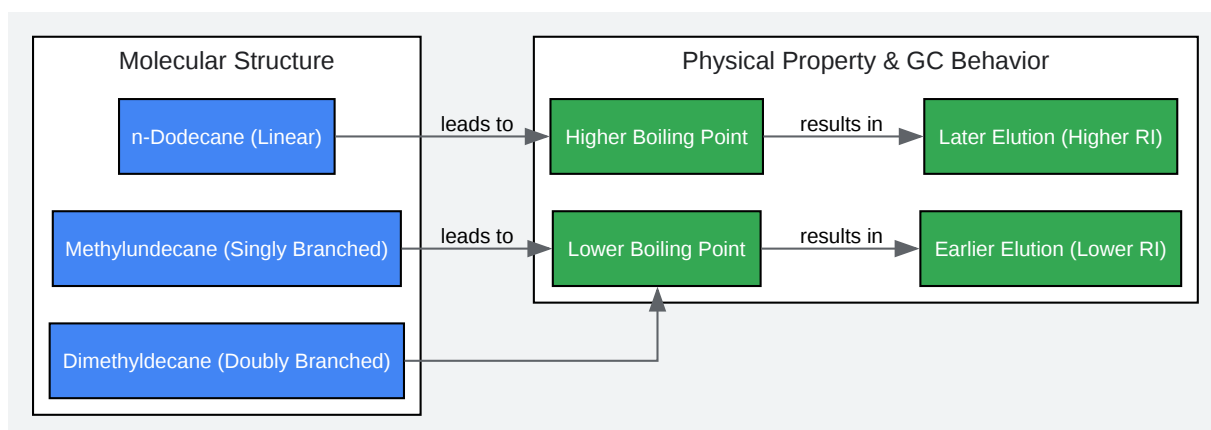 Molecular Structure
Physical Property & GC Behavior
n-Dodecane (Linear)
leads to
Higher Boiling Point
results in
Later Elution (Higher RI)
Methylundecane (Singly Branched)
leads to
Lower Boiling Point
results in
Earlier Elution (Lower RI)
Dimethyldecane (Doubly Branched)